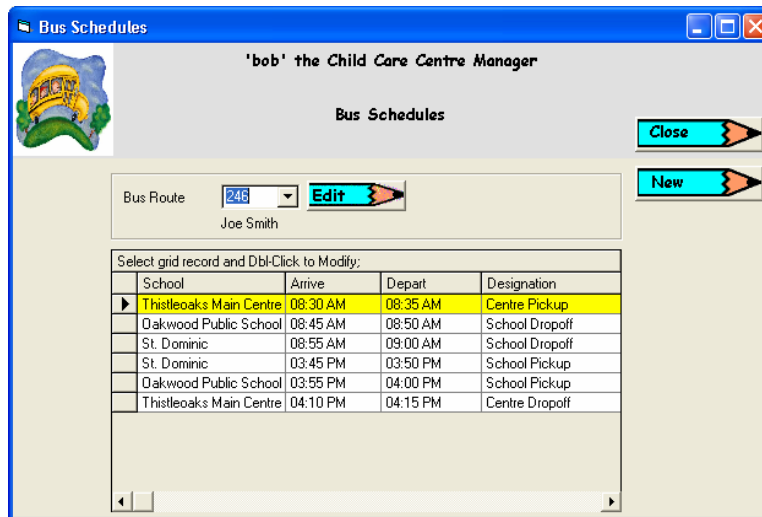 Bus Schedules
'bob' the Child Care Centre Manager
Bus Schedules
Close
New
Bus Route 246 Edit
Joe Smith
Select grid record and Dbl-Click to Modify;
School Arrive Depart Designation
Thistleoaks Main Centre 08:30 AM 08:35 AM Centre Pickup
Oakwood Public School 08:45 AM 08:50 AM School Dropoff
St. Dominic 08:55 AM 09:00 AM School Dropoff
St. Dominic 03:45 PM 03:50 PM School Pickup
Oakwood Public School 03:55 PM 04:00 PM School Pickup
Thistleoaks Main Centre 04:10 PM 04:15 PM Centre Dropoff